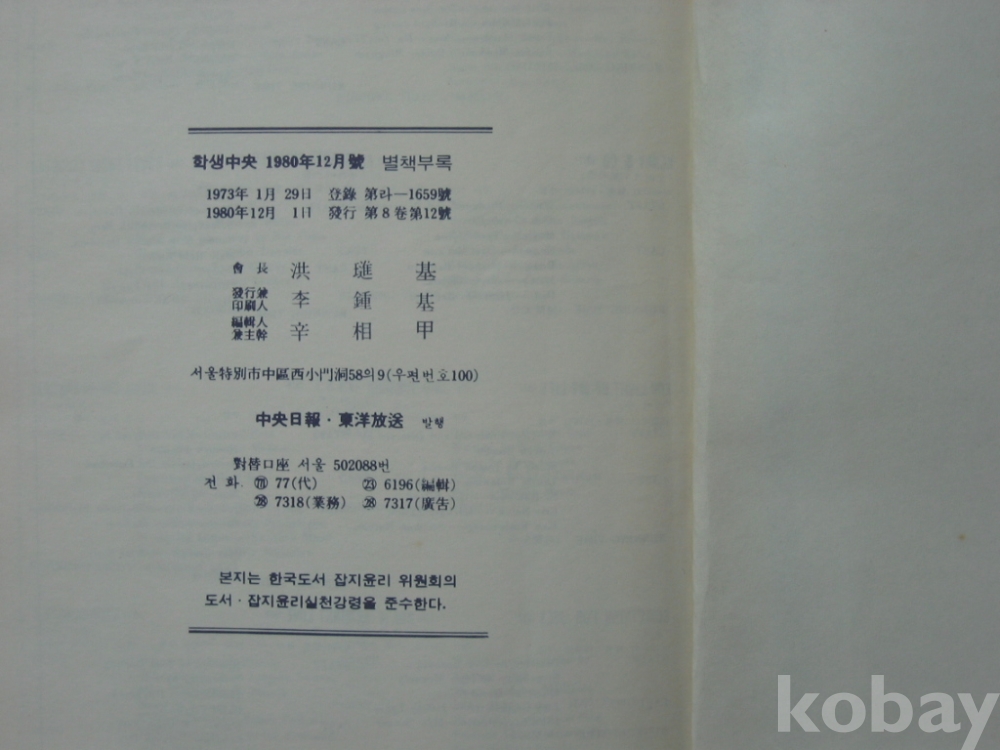 학생中央 1980年12月號 별책부록
1973年 1月 29日 登錄 第라—1659號
1980年12月 1日 發行 第8卷第12號
會長 洪璡基
發行兼
印刷人 李鍾基
編輯人
兼主幹 辛相甲
서울特別市中區西小門洞58의9(우편번호100)
中央日報·東洋放送 발행
對替口座 서울 502088번
전화 ㉆ 77(代) ㉓ 6196(編輯)
㉘ 7318(業務) ㉘ 7317(廣告)
본지는 한국도서 잡지윤리 위원회의
도서·잡지윤리실천강령을 준수한다.
kobay